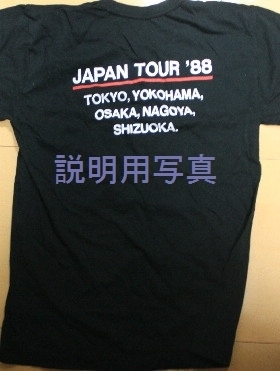 JAPAN TOUR '88
TOKYO, YOKOHAMA,
OSAKA, NAGOYA,
SHIZUOKA.
説明用写真